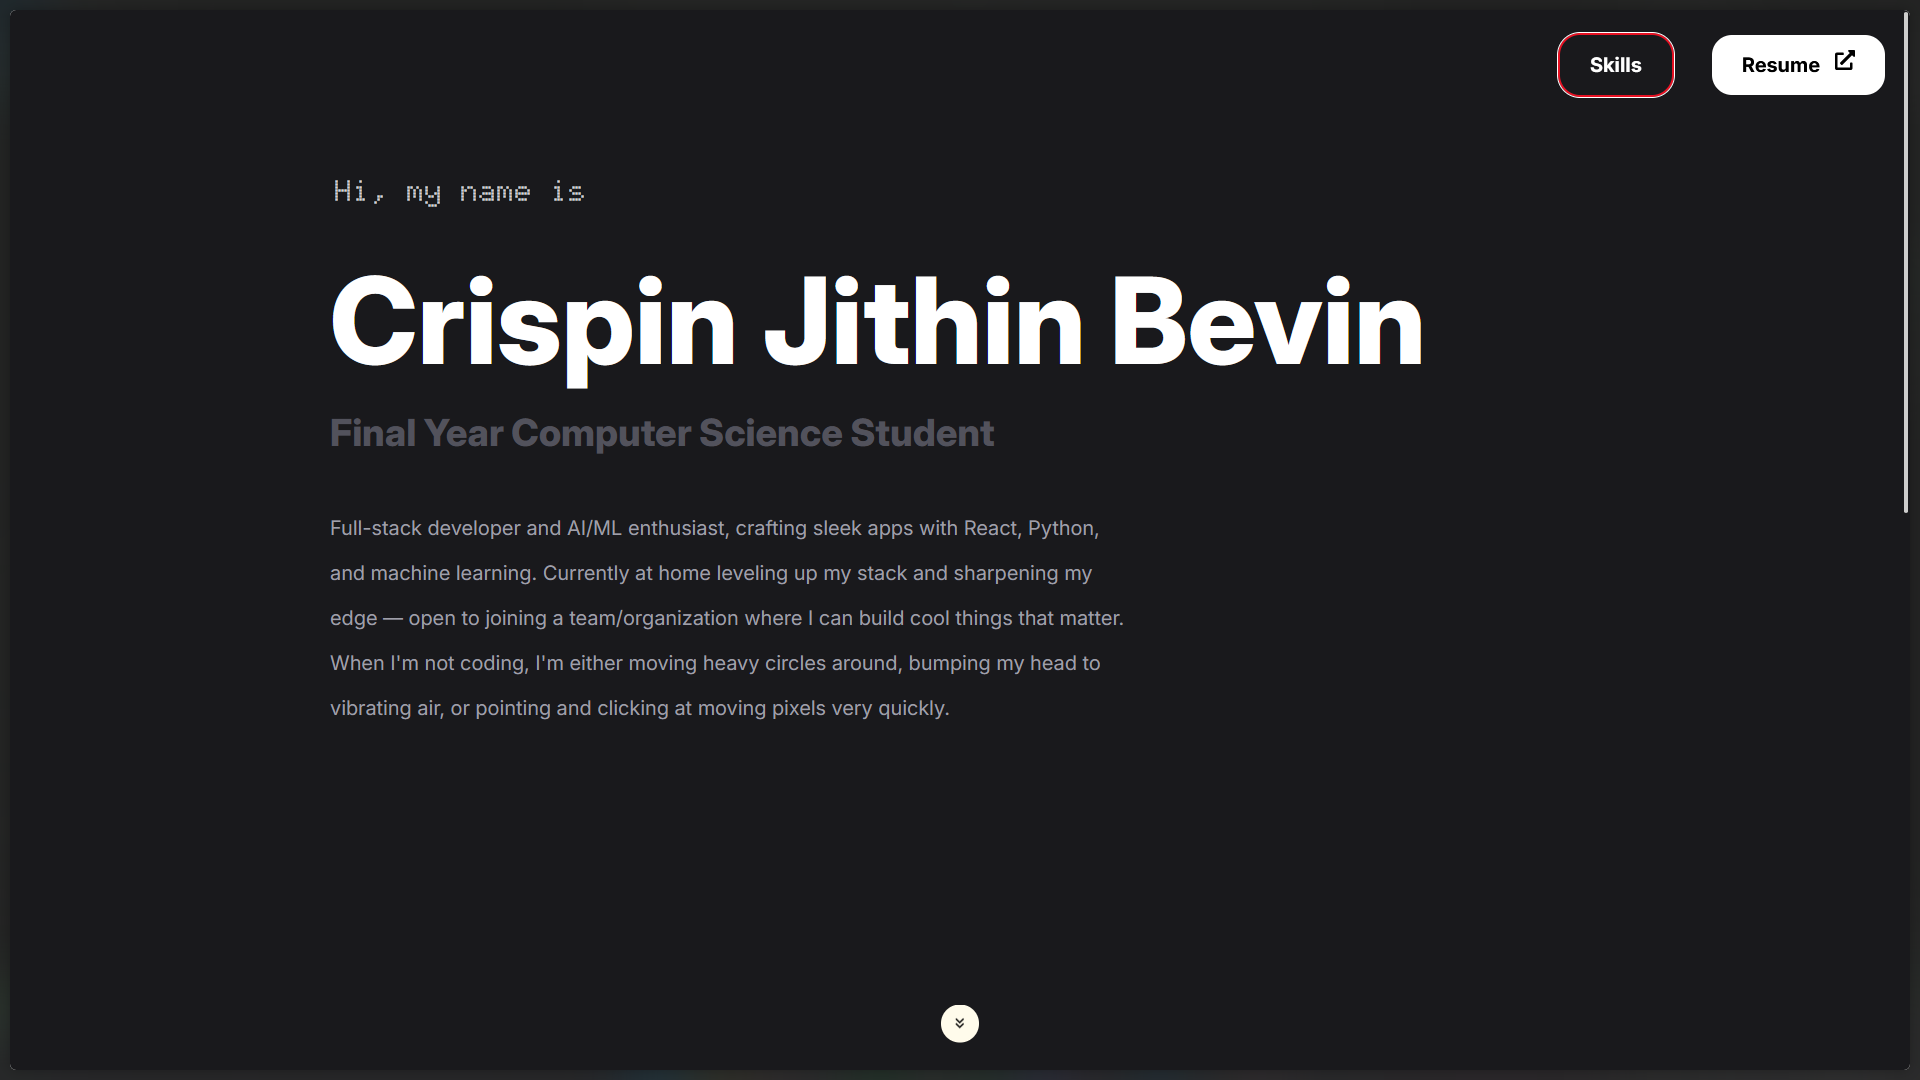 Skills
Resume
Hi, my name is
Crispin Jithin Bevin
Final Year Computer Science Student
Full-stack developer and AI/ML enthusiast, crafting sleek apps with React, Python,
and machine learning. Currently at home leveling up my stack and sharpening my
edge — open to joining a team/organization where I can build cool things that matter.
When I'm not coding, I'm either moving heavy circles around, bumping my head to
vibrating air, or pointing and clicking at moving pixels very quickly.